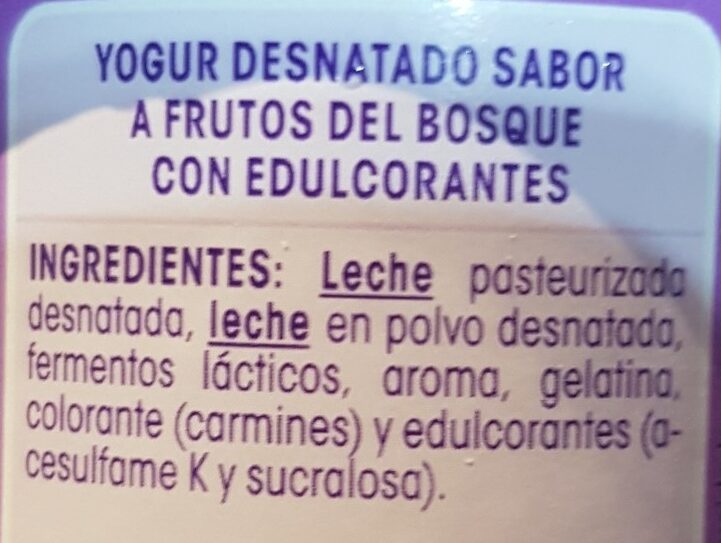 YOGUR DESNATADO SABOR
A FRUTOS DEL BOSQUE
CON EDULCORANTES
INGREDIENTES: Leche pasteurizada
desnatada, leche en polvo desnatada,
fermentos lácticos, aroma, gelatina,
colorante (carmines) y edulcorantes (a-
cesulfame K y sucralosa).